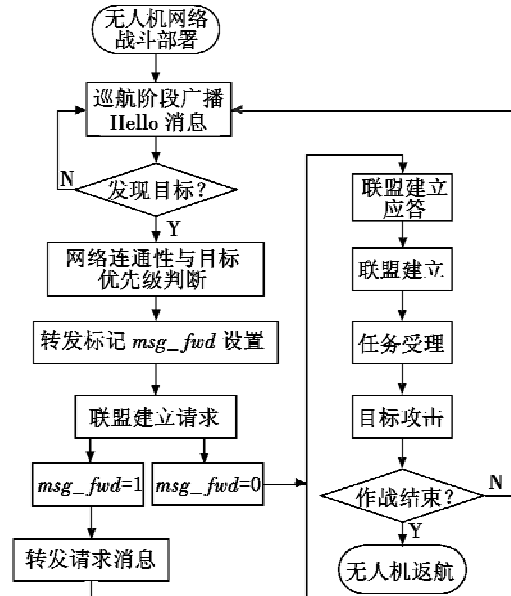 无人机网络
战斗部署
巡航阶段广播
Hello 消息
N
发现目标?
Y
网络连通性与目标
优先级判断
转发标记 msg_fwd 设置
联盟建立请求
msg_fwd=1
msg_fwd=0
转发请求消息
联盟建立
应答
联盟建立
任务受理
目标攻击
作战结束?
N
Y
无人机返航